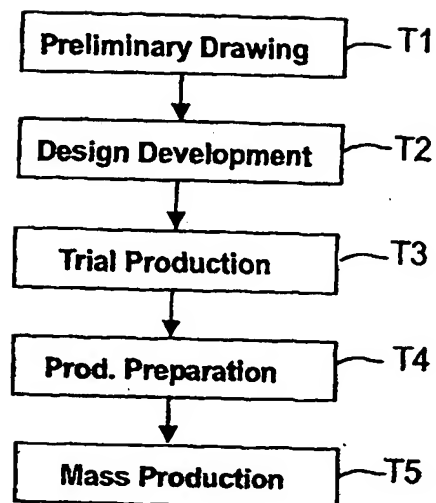 Preliminary Drawing T1
Design Development T2
Trial Production T3
Prod. Preparation T4
Mass Production T5